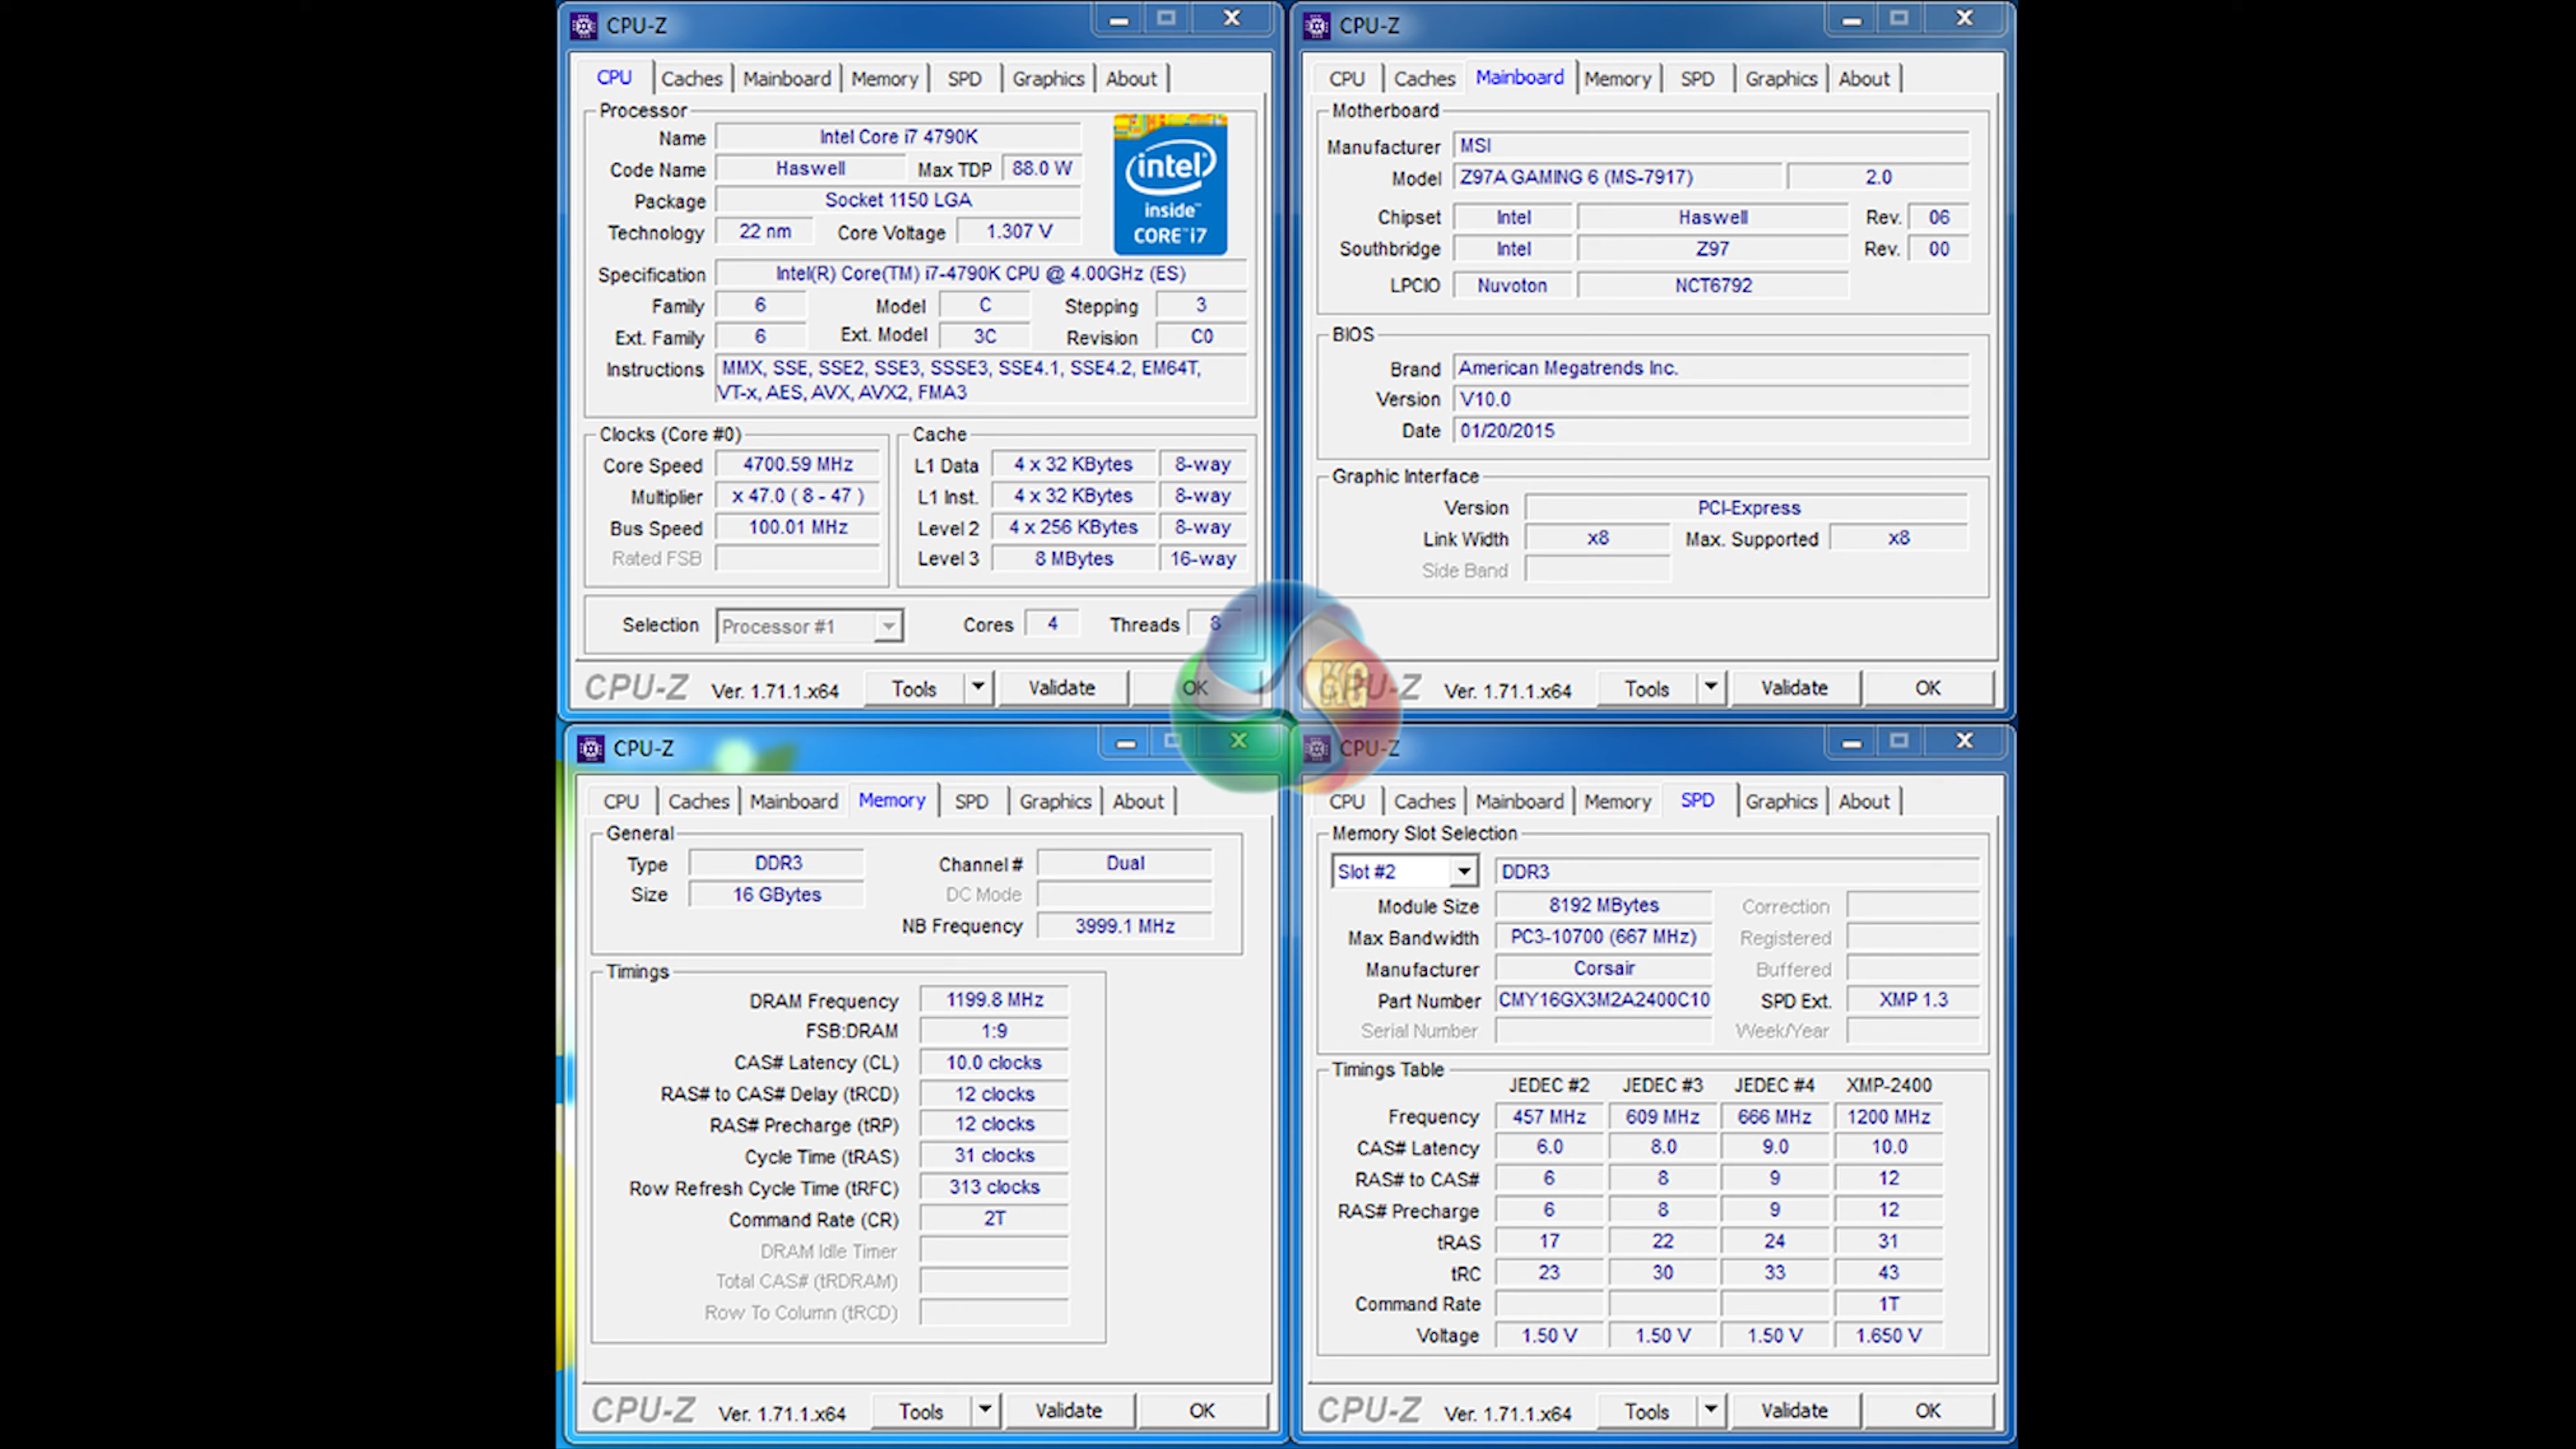 CPU-Z
CPU Caches Mainboard Memory SPD Graphics About
Processor
Name Intel Core i7 4790K
Code Name Haswell Max TDP 88.0 W
Package Socket 1150 LGA
Technology 22 nm Core Voltage 1.307 V
(intel)
inside™
CORE™i7
Specification Intel(R) Core(TM) i7-4790K CPU @ 4.00GHz (ES)
Family 6 Model C Stepping 3
Ext. Family 6 Ext. Model 3C Revision C0
Instructions MMX, SSE, SSE2, SSE3, SSSE3, SSE4.1, SSE4.2, EM64T,
VT-x, AES, AVX, AVX2, FMA3
Clocks (Core #0)
Core Speed 4700.59 MHz
Multiplier x 47.0 ( 8 - 47 )
Bus Speed 100.01 MHz
Rated FSB
Cache
L1 Data 4 x 32 KBytes 8-way
L1 Inst. 4 x 32 KBytes 8-way
Level 2 4 x 256 KBytes 8-way
Level 3 8 MBytes 16-way
Selection Processor #1 Cores 4 Threads 8
CPU-Z Ver. 1.71.1.x64 Tools Validate OK
CPU-Z
CPU Caches Mainboard Memory SPD Graphics About
Motherboard
Manufacturer MSI
Model Z97A GAMING 6 (MS-7917) 2.0
Chipset Intel Haswell Rev. 06
Southbridge Intel Z97 Rev. 00
LPCIO Nuvoton NCT6792
BIOS
Brand American Megatrends Inc.
Version V10.0
Date 01/20/2015
Graphic Interface
Version PCI-Express
Link Width x8 Max. Supported x8
Side Band
CPU-Z Ver. 1.71.1.x64 Tools Validate OK
KG
CPU-Z
CPU Caches Mainboard Memory SPD Graphics About
General
Type DDR3 Channel # Dual
Size 16 GBytes DC Mode
NB Frequency 3999.1 MHz
Timings
DRAM Frequency 1199.8 MHz
FSB:DRAM 1:9
CAS# Latency (CL) 10.0 clocks
RAS# to CAS# Delay (tRCD) 12 clocks
RAS# Precharge (tRP) 12 clocks
Cycle Time (tRAS) 31 clocks
Row Refresh Cycle Time (tRFC) 313 clocks
Command Rate (CR) 2T
DRAM Idle Timer
Total CAS# (tRDRAM)
Row To Column (tRCD)
CPU-Z Ver. 1.71.1.x64 Tools Validate OK
CPU-Z
CPU Caches Mainboard Memory SPD Graphics About
Memory Slot Selection
Slot #2 DDR3
Module Size 8192 MBytes Correction
Max Bandwidth PC3-10700 (667 MHz) Registered
Manufacturer Corsair Buffered
Part Number CMY16GX3M2A2400C10 SPD Ext. XMP 1.3
Serial Number Week/Year
Timings Table
JEDEC #2 JEDEC #3 JEDEC #4 XMP-2400
Frequency 457 MHz 609 MHz 666 MHz 1200 MHz
CAS# Latency 6.0 8.0 9.0 10.0
RAS# to CAS# 6 8 9 12
RAS# Precharge 6 8 9 12
tRAS 17 22 24 31
tRC 23 30 33 43
Command Rate 1T
Voltage 1.50 V 1.50 V 1.50 V 1.650 V
CPU-Z Ver. 1.71.1.x64 Tools Validate OK